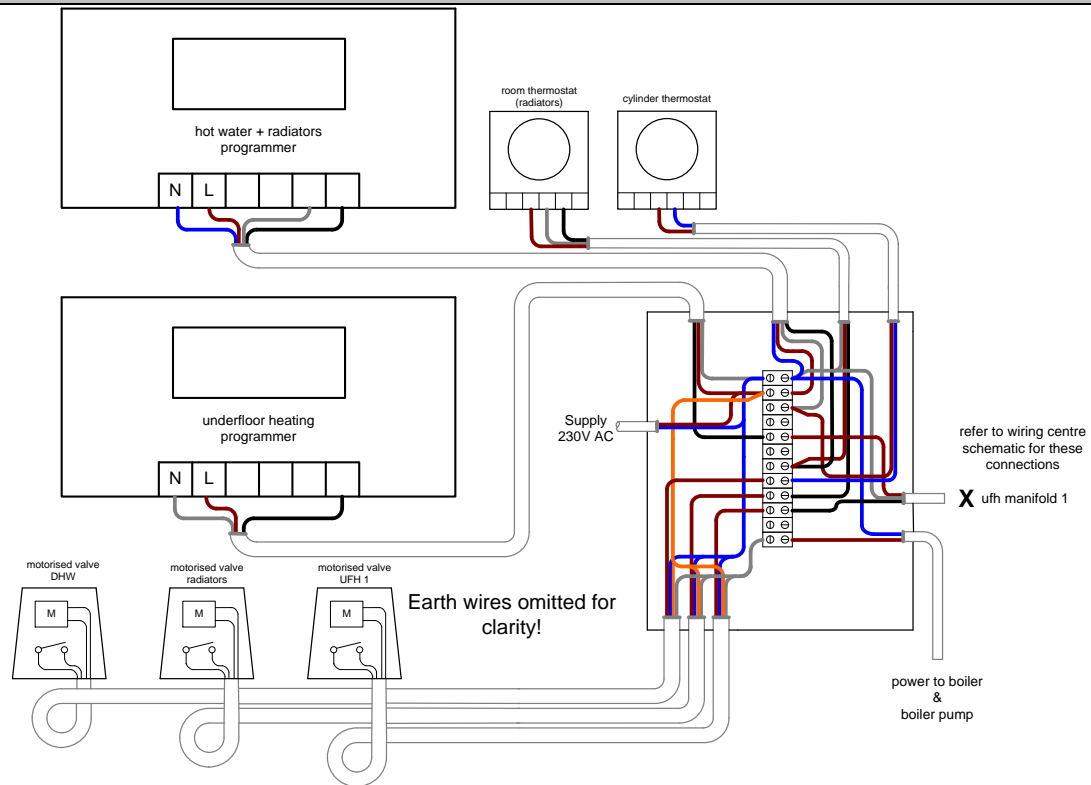 hot water + radiators
programmer
N L
room thermostat
(radiators)
cylinder thermostat
underfloor heating
programmer
N L
Supply
230V AC
refer to wiring centre
schematic for these
connections
X ufh manifold 1
motorised valve
DHW
M
motorised valve
radiators
M
motorised valve
UFH 1
M
Earth wires omitted for
clarity!
power to boiler
&
boiler pump